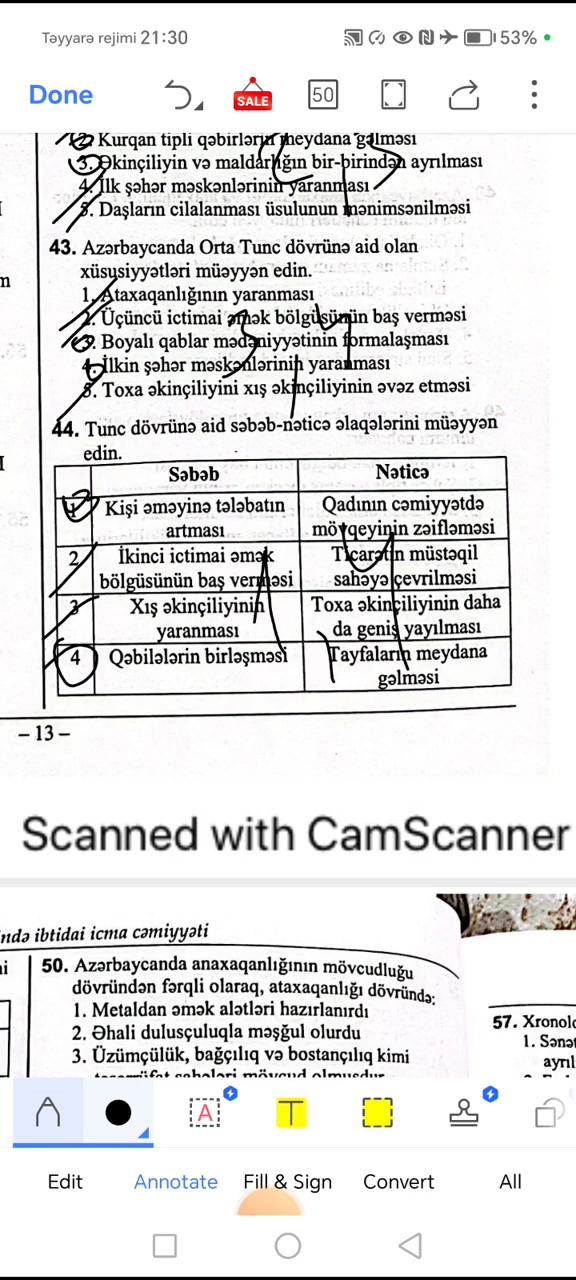 Təyyarə rejimi 21:30
53%
Done
SALE
50
2. Kurqan tipli qəbirlərin meydana gəlməsi
3. Əkinçiliyin və maldarlığın bir-birindən ayrılması
4. İlk şəhər məskənlərinin yaranması
5. Daşların cilalanması üsulunun mənimsənilməsi
43. Azərbaycanda Orta Tunc dövrünə aid olan
xüsusiyyətləri müəyyən edin.
1. Ataxaqanlığının yaranması
2. Üçüncü ictimai əmək bölgüsünün baş verməsi
3. Boyalı qablar mədəniyyətinin formalaşması
4. İlkin şəhər məskənlərinin yaranması
5. Toxa əkinçiliyini xış əkinçiliyinin əvəz etməsi
44. Tunc dövrünə aid səbəb-nəticə əlaqələrini müəyyən
edin.
Səbəb Nəticə
1 Kişi əməyinə tələbatın artması Qadının cəmiyyətdə mövqeyinin zəifləməsi
2 İkinci ictimai əmək bölgüsünün baş verməsi Ticarətin müstəqil sahəyə çevrilməsi
3 Xış əkinçiliyinin yaranması Toxa əkinçiliyinin daha da geniş yayılması
4 Qəbilələrin birləşməsi Tayfaların meydana gəlməsi
– 13 –
Scanned with CamScanner
ndə ibtidai icma cəmiyyəti
50. Azərbaycanda anaxaqanlığının mövcudluğu
dövründən fərqli olaraq, ataxaqanlığı dövründə:
1. Metaldan əmək alətləri hazırlanırdı
2. Əhali dulusçuluqla məşğul olurdu
3. Üzümçülük, bağçılıq və bostançılıq kimi
57. Xronolo
1. Sənət
ayrıl
A
T
Edit Annotate Fill & Sign Convert All